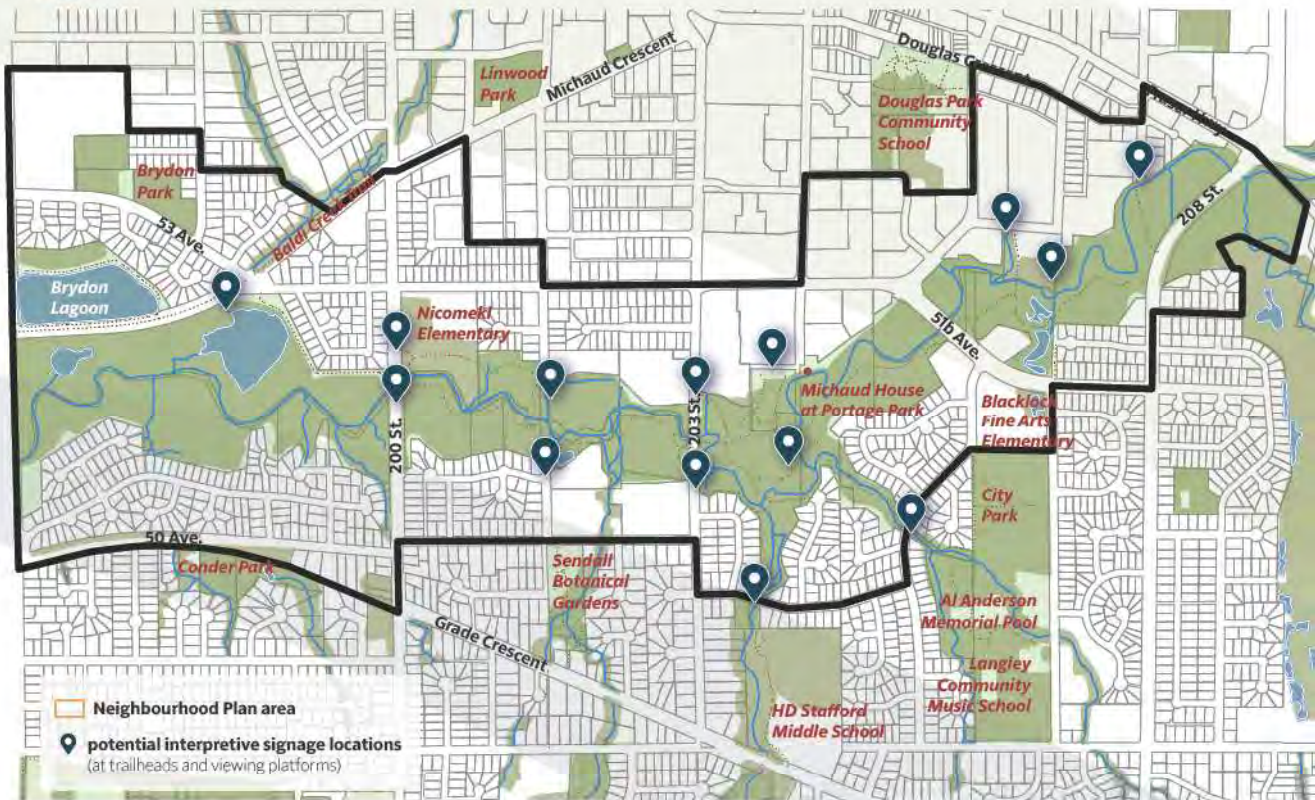 Douglas Crescent
Linwood
Park
Michaud Crescent
Douglas Park
Community
School
Brydon
Park
208 St.
53 Ave.
Brydon
Lagoon
Nicomekl
Elementary
51b Ave.
Michaud House
at Portage Park
Blacklock
Fine Arts
Elementary
200 St.
203 St.
City
Park
50 Ave.
Conder Park
Sendall
Botanical
Gardens
Al Anderson
Memorial Pool
Grade Crescent
Langley
Community
Music School
HD Stafford
Middle School
Neighbourhood Plan area
potential interpretive signage locations
(at trailheads and viewing platforms)